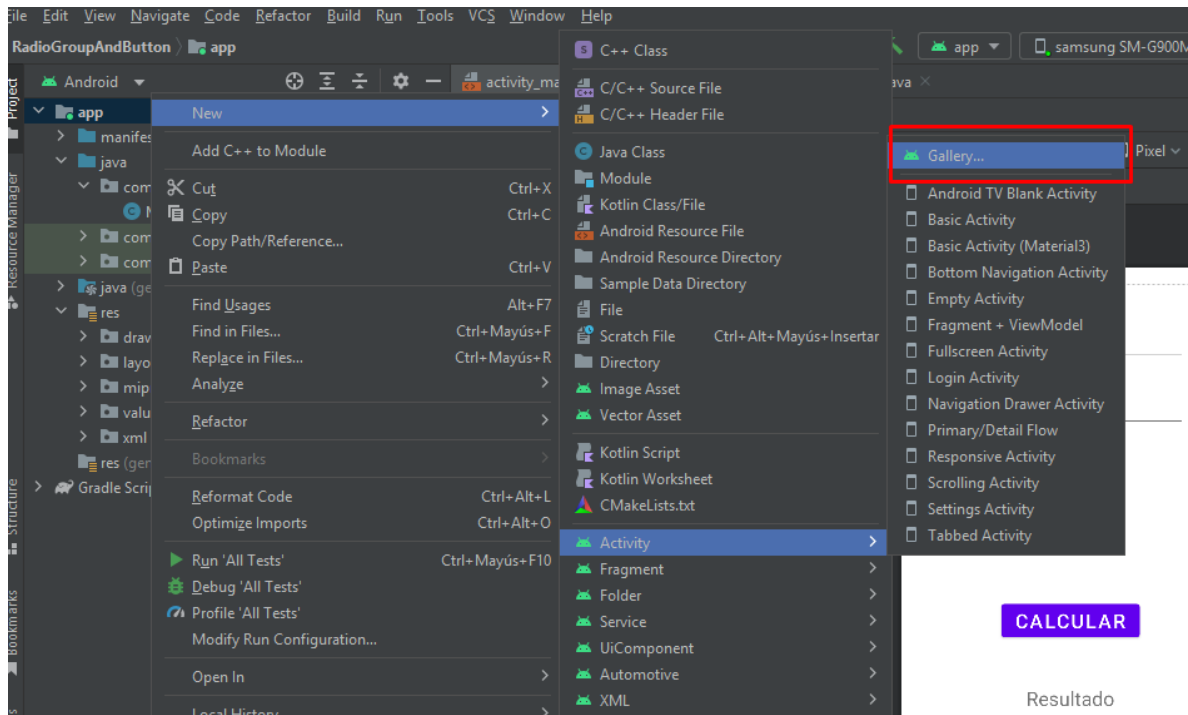 File Edit View Navigate Code Refactor Build Run Tools VCS Window Help
RadioGroupAndButton app
app
samsung SM-G900M
Project
Resource Manager
Structure
Bookmarks
Android
activity_ma
ava
app
manifes
java
com
com
com
java (ge
res
draw
layo
mip
valu
xml
res (ger
Gradle Scrip
New
Add C++ to Module
Cut Ctrl+X
Copy Ctrl+C
Copy Path/Reference...
Paste Ctrl+V
Find Usages Alt+F7
Find in Files... Ctrl+Mayús+F
Replace in Files... Ctrl+Mayús+R
Analyze
Refactor
Bookmarks
Reformat Code Ctrl+Alt+L
Optimize Imports Ctrl+Alt+O
Run 'All Tests' Ctrl+Mayús+F10
Debug 'All Tests'
Profile 'All Tests'
Modify Run Configuration...
Open In
Local History
C++ Class
C/C++ Source File
C/C++ Header File
Java Class
Module
Kotlin Class/File
Android Resource File
Android Resource Directory
Sample Data Directory
File
Scratch File Ctrl+Alt+Mayús+Insertar
Directory
Image Asset
Vector Asset
Kotlin Script
Kotlin Worksheet
CMakeLists.txt
Activity
Fragment
Folder
Service
UiComponent
Automotive
XML
Gallery...
Android TV Blank Activity
Basic Activity
Basic Activity (Material3)
Bottom Navigation Activity
Empty Activity
Fragment + ViewModel
Fullscreen Activity
Login Activity
Navigation Drawer Activity
Primary/Detail Flow
Responsive Activity
Scrolling Activity
Settings Activity
Tabbed Activity
Pixel
CALCULAR
Resultado